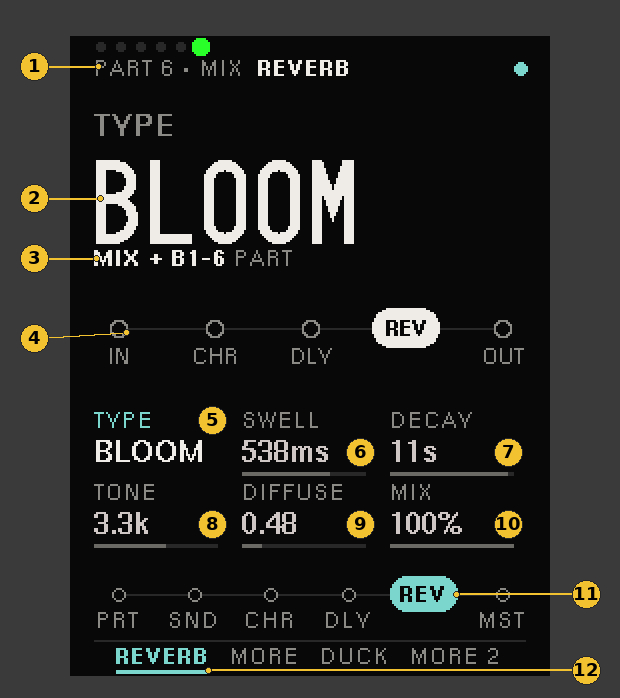 1 PART 6 · MIX REVERB
TYPE
2 BLOOM
3 MIX + B1-6 PART
4 REV
IN CHR DLY OUT
TYPE 5 SWELL DECAY
BLOOM 538ms 6 11s 7
TONE DIFFUSE MIX
3.3k 8 0.48 9 100% 10
REV 11
PRT SND CHR DLY MST
REVERB MORE DUCK MORE 2
12